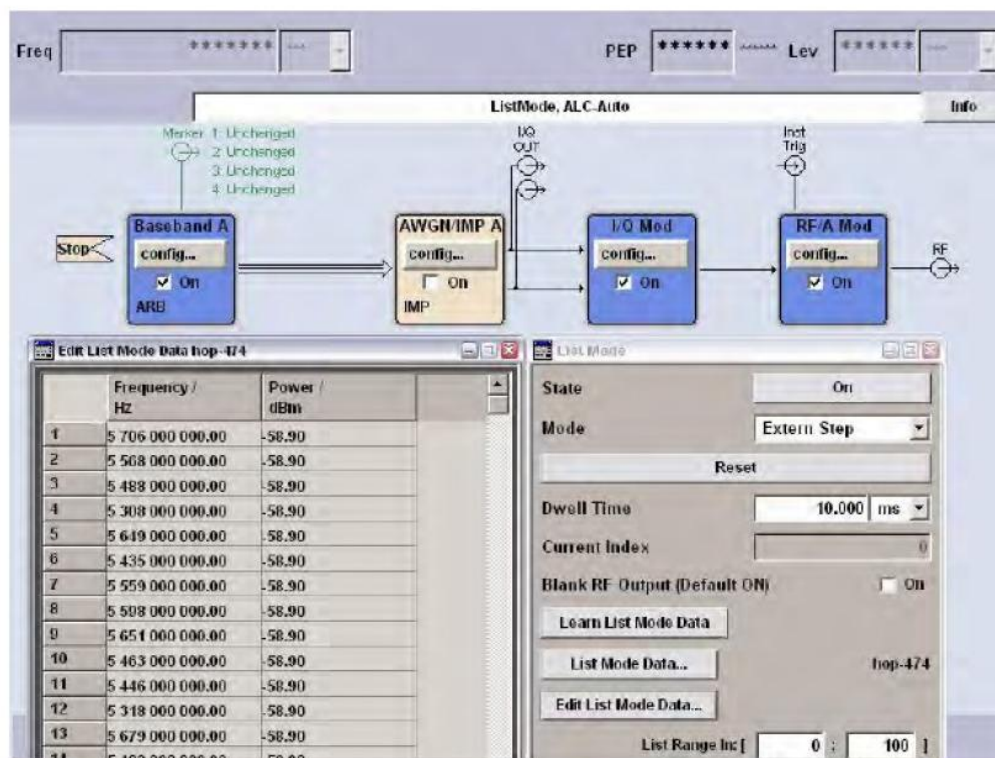 Freq ******* --- PEP ****** ------ Lev ****** ---
ListMode, ALC-Auto Info
Marker 1: Unchanged
2: Unchanged
3: Unchanged
4: Unchanged
I/Q
OUT
Inst
Trig
Stop
Baseband A
config...
On
ARB
AWGN/IMP A
config...
On
IMP
I/Q Mod
config...
On
RF/A Mod
config...
On
RF
Edit List Mode Data hop-474
Frequency / Hz Power / dBm
1 5 706 000 000.00 -58.90
2 5 568 000 000.00 -58.90
3 5 488 000 000.00 -58.90
4 5 308 000 000.00 -58.90
5 5 649 000 000.00 -58.90
6 5 435 000 000.00 -58.90
7 5 559 000 000.00 -58.90
8 5 598 000 000.00 -58.90
9 5 651 000 000.00 -58.90
10 5 463 000 000.00 -58.90
11 5 446 000 000.00 -58.90
12 5 318 000 000.00 -58.90
13 5 679 000 000.00 -58.90
List Mode
State On
Mode Extern Step
Reset
Dwell Time 10.000 ms
Current Index 0
Blank RF Output (Default ON) On
Learn List Mode Data
List Mode Data... hop-474
Edit List Mode Data...
List Range In: [ 0 : 100 ]